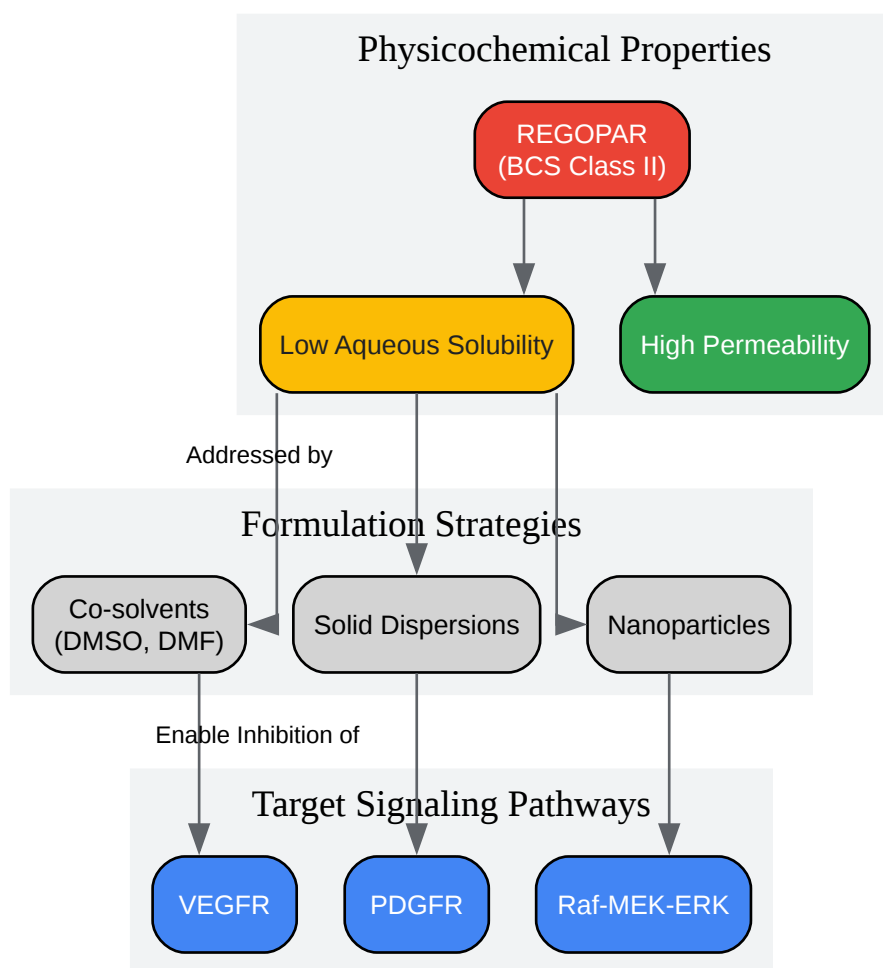 Physicochemical Properties
REGOPAR
(BCS Class II)
Low Aqueous Solubility
High Permeability
Addressed by
Formulation Strategies
Co-solvents
(DMSO, DMF)
Solid Dispersions
Nanoparticles
Enable Inhibition of
Target Signaling Pathways
VEGFR
PDGFR
Raf-MEK-ERK